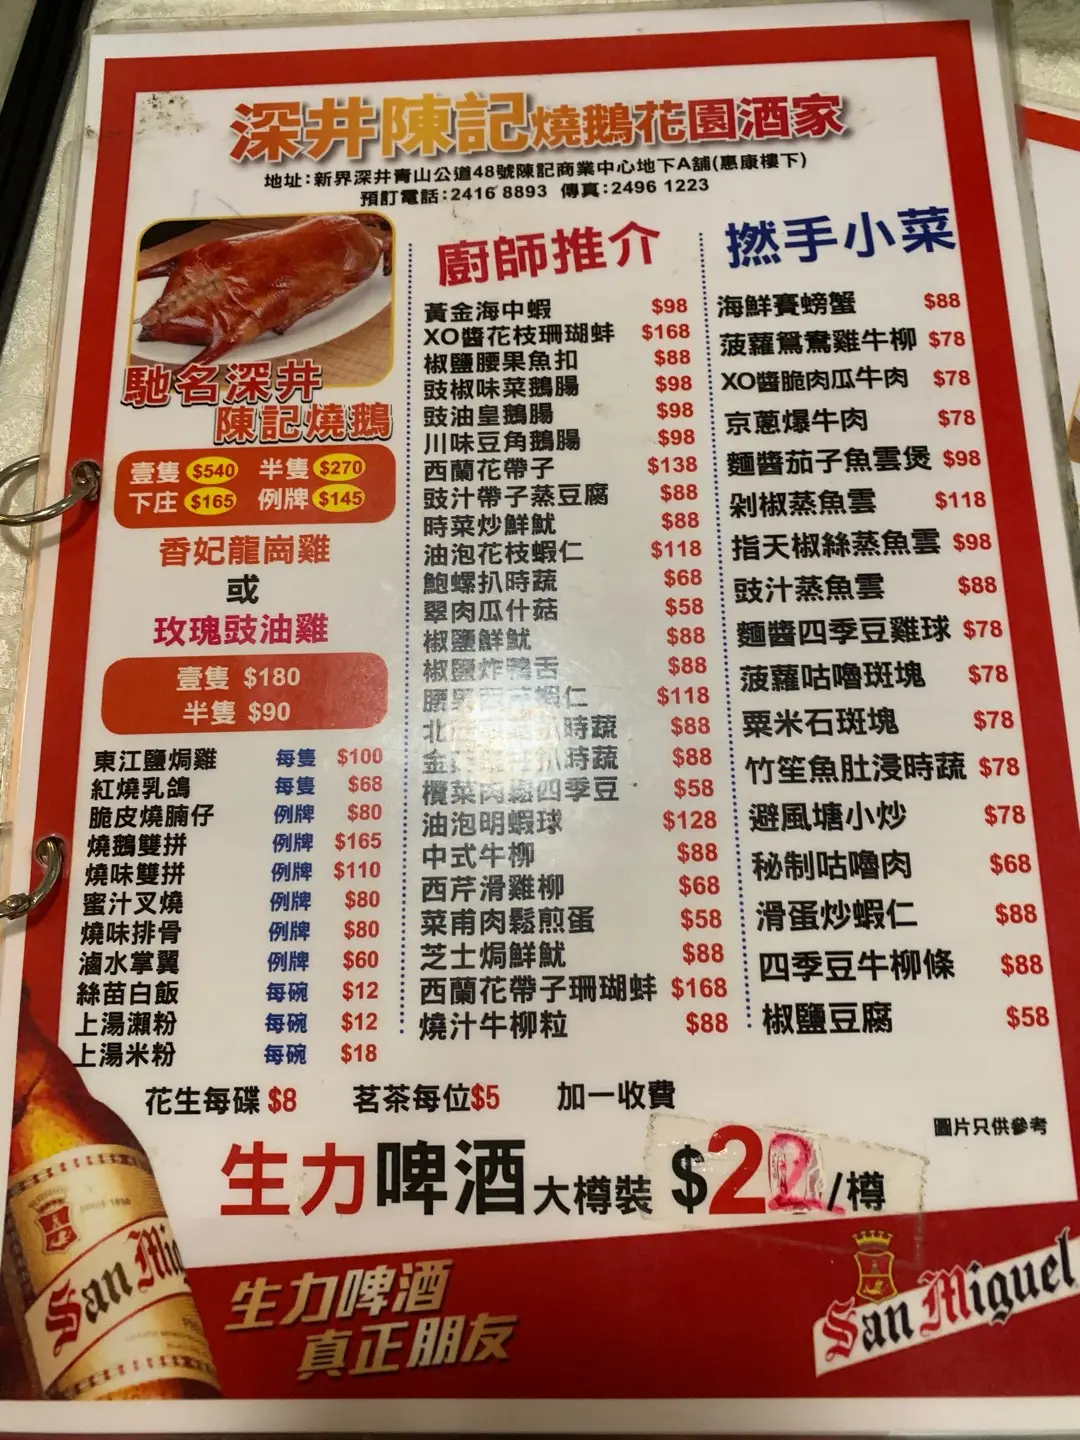 深井陳記燒鵝花園酒家
地址：新界深井青山公道48號陳記商業中心地下A舖(惠康樓下)
預訂電話：2416 8893 傳真：2496 1223
馳名深井
陳記燒鵝
壹隻 $540 半隻 $270
下庄 $165 例牌 $145
香妃龍崗雞
或
玫瑰豉油雞
壹隻 $180
半隻 $90
東江鹽焗雞 每隻 $100
紅燒乳鴿 每隻 $68
脆皮燒腩仔 例牌 $80
燒鵝雙拼 例牌 $165
燒味雙拼 例牌 $110
蜜汁叉燒 例牌 $80
燒味排骨 例牌 $80
滷水掌翼 例牌 $60
絲苗白飯 每碗 $12
上湯瀨粉 每碗 $12
上湯米粉 每碗 $18
廚師推介
黃金海中蝦 $98
XO醬花枝珊瑚蚌 $168
椒鹽腰果魚扣 $88
豉椒味菜鵝腸 $98
豉油皇鵝腸 $98
川味豆角鵝腸 $98
西蘭花帶子 $138
豉汁帶子蒸豆腐 $88
時菜炒鮮魷 $88
油泡花枝蝦仁 $118
鮑螺扒時蔬 $68
翠肉瓜什菇 $58
椒鹽鮮魷 $88
椒鹽炸鴨舌 $88
腰果 蝦仁 $118
北 扒時蔬 $88
金 扒時蔬 $88
欖菜肉鬆四季豆 $58
油泡明蝦球 $128
中式牛柳 $88
西芹滑雞柳 $68
菜甫肉鬆煎蛋 $58
芝士焗鮮魷 $88
西蘭花帶子珊瑚蚌 $168
燒汁牛柳粒 $88
撚手小菜
海鮮賽螃蟹 $88
菠蘿鴛鴦雞牛柳 $78
XO醬脆肉瓜牛肉 $78
京蔥爆牛肉 $78
麵醬茄子魚雲煲 $98
剁椒蒸魚雲 $118
指天椒絲蒸魚雲 $98
豉汁蒸魚雲 $88
麵醬四季豆雞球 $78
菠蘿咕嚕斑塊 $78
粟米石斑塊 $78
竹笙魚肚浸時蔬 $78
避風塘小炒 $78
秘制咕嚕肉 $68
滑蛋炒蝦仁 $88
四季豆牛柳條 $88
椒鹽豆腐 $58
花生每碟 $8 茗茶每位$5 加一收費
圖片只供參考
生力啤酒 大樽裝 $22/樽
San Mig
生力啤酒
真正朋友
San Miguel